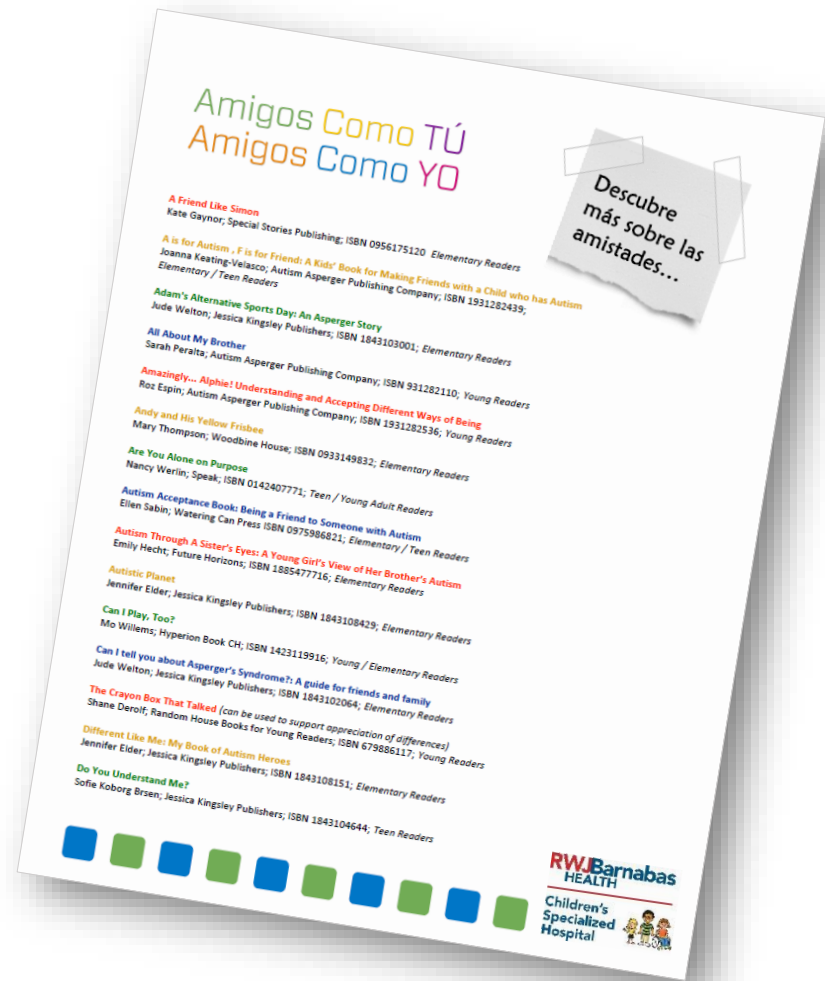 Amigos Como TÚ
Amigos Como YO
Descubre
más sobre las
amistades...
A Friend Like Simon
Kate Gaynor; Special Stories Publishing; ISBN 0956175120 Elementary Readers
A is for Autism , F is for Friend: A Kids' Book for Making Friends with a Child who has Autism
Joanna Keating-Velasco; Autism Asperger Publishing Company; ISBN 1931282439;
Elementary / Teen Readers
Adam's Alternative Sports Day: An Asperger Story
Jude Welton; Jessica Kingsley Publishers; ISBN 1843103001; Elementary Readers
All About My Brother
Sarah Peralta; Autism Asperger Publishing Company; ISBN 931282110; Young Readers
Amazingly... Alphie! Understanding and Accepting Different Ways of Being
Roz Espin; Autism Asperger Publishing Company; ISBN 1931282536; Young Readers
Andy and His Yellow Frisbee
Mary Thompson; Woodbine House; ISBN 0933149832; Elementary Readers
Are You Alone on Purpose
Nancy Werlin; Speak; ISBN 0142407771; Teen / Young Adult Readers
Autism Acceptance Book: Being a Friend to Someone with Autism
Ellen Sabin; Watering Can Press ISBN 0975986821; Elementary / Teen Readers
Autism Through A Sister's Eyes: A Young Girl's View of Her Brother's Autism
Emily Hecht; Future Horizons; ISBN 1885477716; Elementary Readers
Autistic Planet
Jennifer Elder; Jessica Kingsley Publishers; ISBN 1843108429; Elementary Readers
Can I Play, Too?
Mo Willems; Hyperion Book CH; ISBN 1423119916; Young / Elementary Readers
Can I tell you about Asperger's Syndrome?: A guide for friends and family
Jude Welton; Jessica Kingsley Publishers; ISBN 1843102064; Elementary Readers
The Crayon Box That Talked (can be used to support appreciation of differences)
Shane Derolf; Random House Books for Young Readers; ISBN 679886117; Young Readers
Different Like Me: My Book of Autism Heroes
Jennifer Elder; Jessica Kingsley Publishers; ISBN 1843108151; Elementary Readers
Do You Understand Me?
Sofie Koborg Brsen; Jessica Kingsley Publishers; ISBN 1843104644; Teen Readers
RWJBarnabas
HEALTH
Children's
Specialized
Hospital